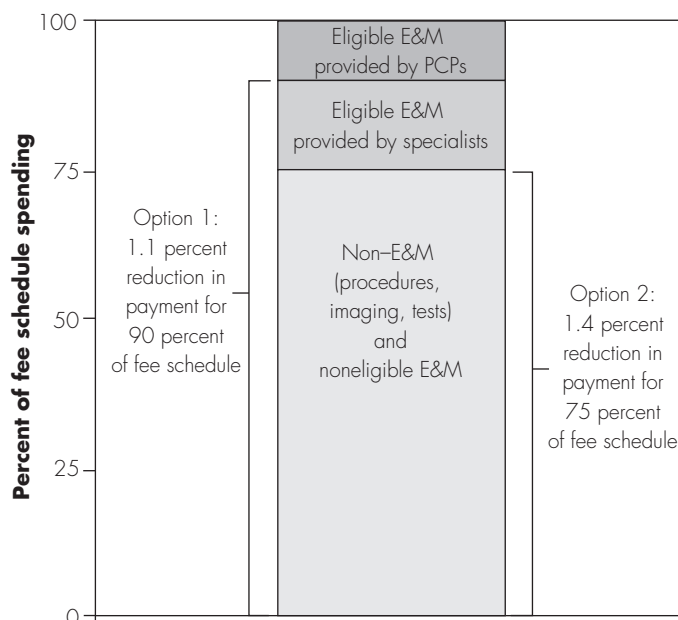 Percent of fee schedule spending
100
75
50
25
0
Option 1:
1.1 percent
reduction in
payment for
90 percent
of fee schedule
Eligible E&M
provided by PCPs
Eligible E&M
provided by specialists
Non–E&M
(procedures,
imaging, tests)
and
noneligible E&M
Option 2:
1.4 percent
reduction in
payment for
75 percent
of fee schedule